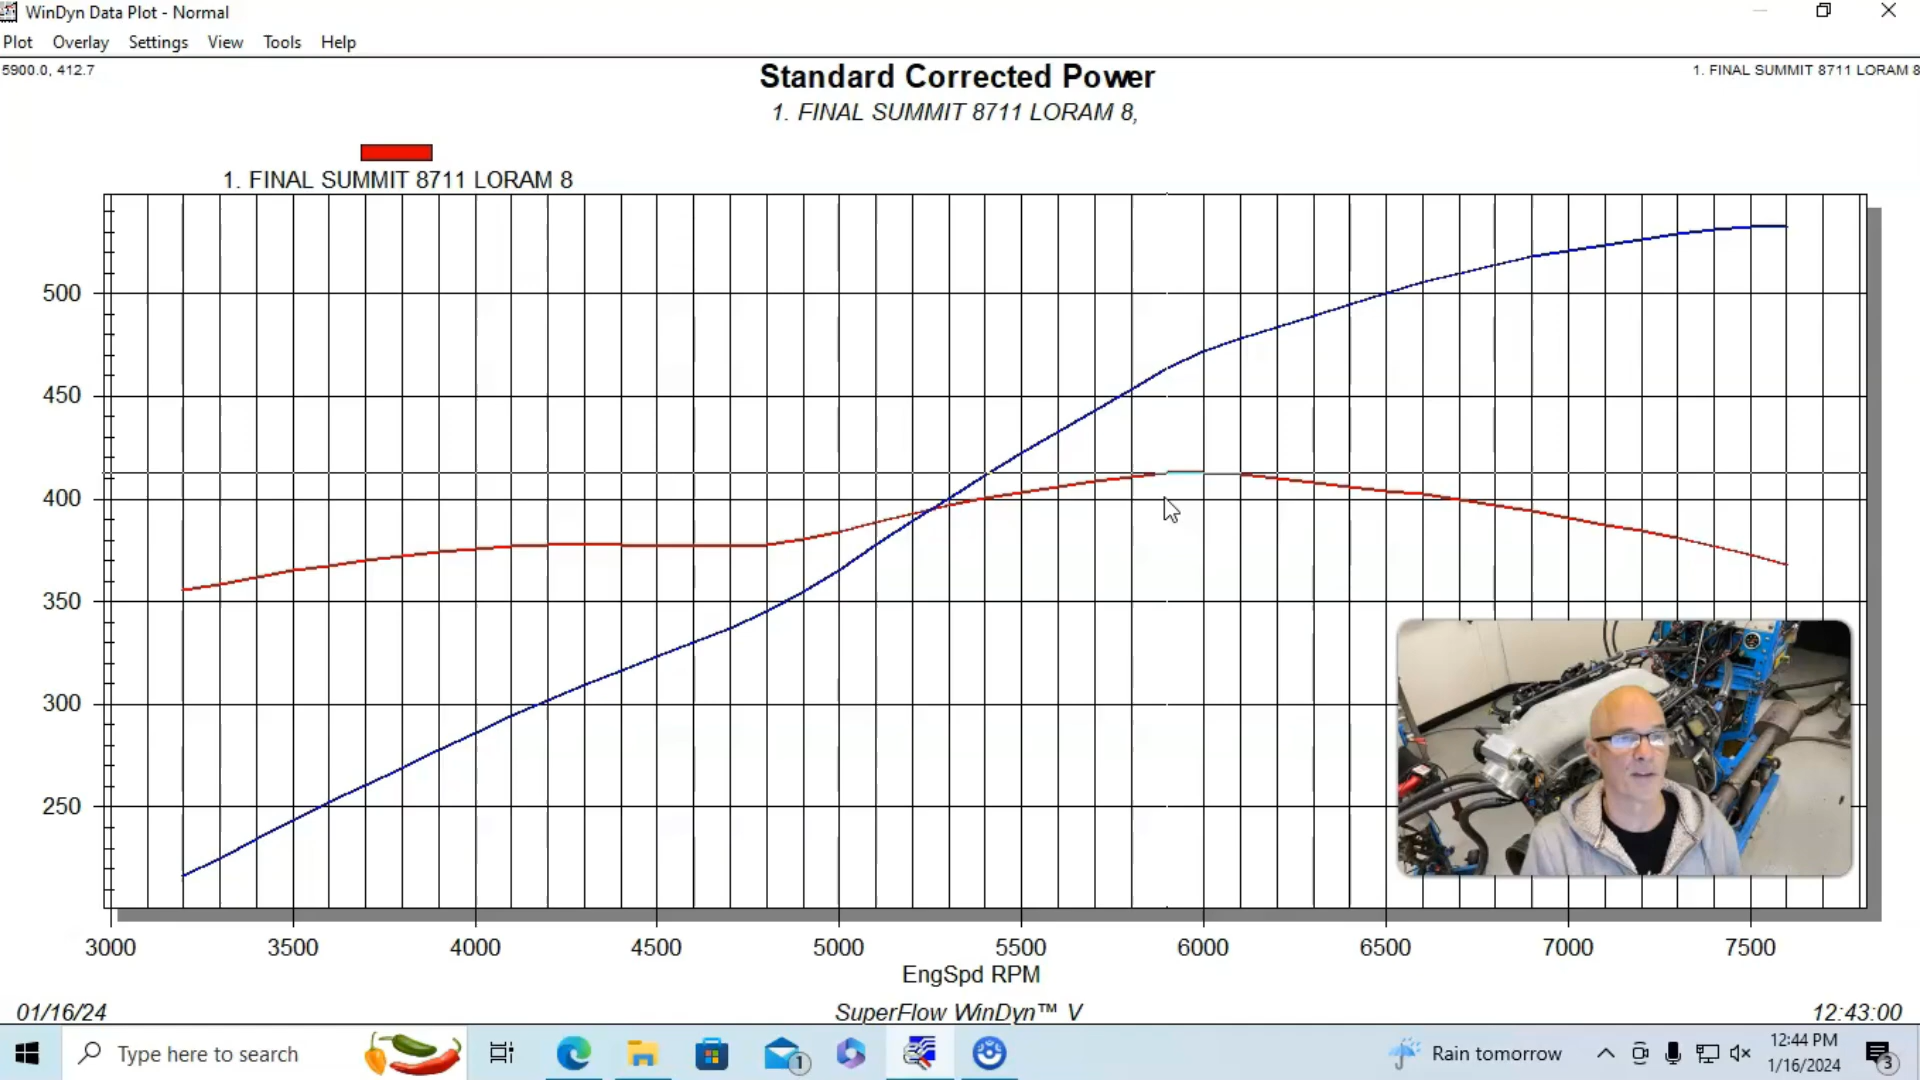 WinDyn Data Plot - Normal
Plot Overlay Settings View Tools Help
5900.0, 412.7
Standard Corrected Power
1. FINAL SUMMIT 8711 LORAM 8
1. FINAL SUMMIT 8711 LORAM 8,
1. FINAL SUMMIT 8711 LORAM 8
500
450
400
350
300
250
3000 3500 4000 4500 5000 5500 6000 6500 7000 7500
EngSpd RPM
01/16/24
SuperFlow WinDyn™ V
12:43:00
Type here to search
1
Rain tomorrow
12:44 PM
1/16/2024
3